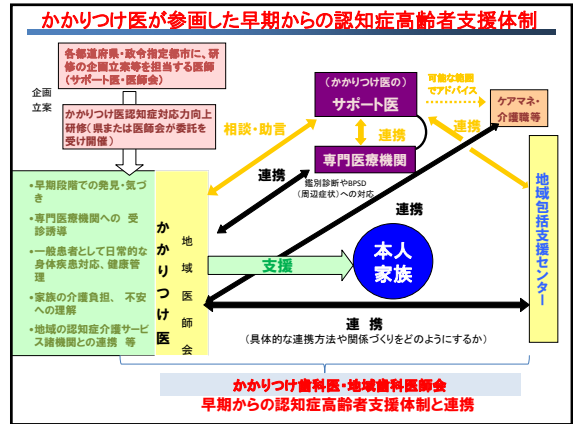 かかりつけ医が参画した早期からの認知症高齢者支援体制
各都道府県・政令指定都市に、研
修の企画立案等を担当する医師
(サポート医・医師会)
企画
立案
かかりつけ医認知症対応力向上
研修(県または医師会が委託を
受け開催)
(かかりつけ医の)
サポート医
可能な範囲
でアドバイス
ケアマネ・
介護職等
相談・助言
連携
連携
専門医療機関
鑑別診断やBPSD
(周辺症状)への対応
連携
連携
・早期段階での発見・気づ
き
・専門医療機関への 受
診誘導
・一般患者として日常的な
身体疾患対応、健康管
理
・家族の介護負担、 不安
への理解
・地域の認知症介護サービ
ス諸機関との連携 等
かかりつけ医
地域医師会
支援
本人
家族
地域包括支援センター
連 携
(具体的な連携方法や関係づくりをどのようにするか)
かかりつけ歯科医・地域歯科医師会
早期からの認知症高齢者支援体制と連携